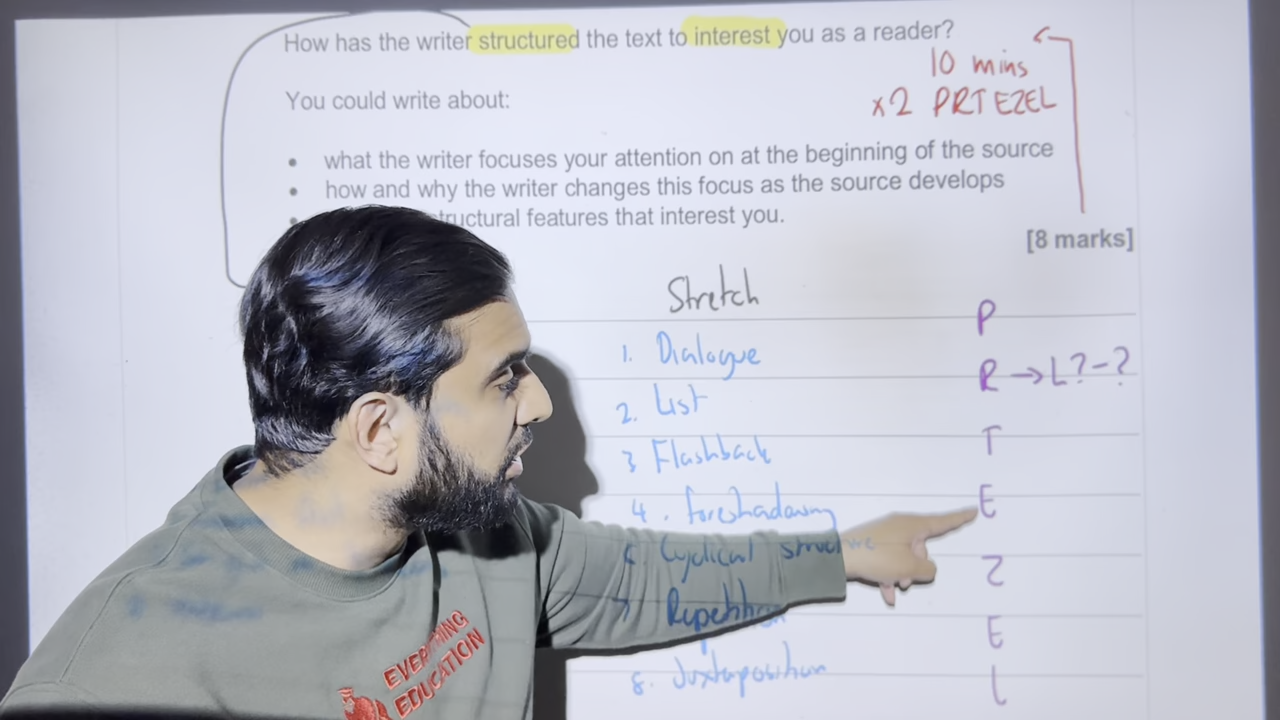 How has the writer structured the text to interest you as a reader?
10 mins
x2 PRTEZEL
You could write about:
• what the writer focuses your attention on at the beginning of the source
• how and why the writer changes this focus as the source develops
• structural features that interest you.
[8 marks]
Stretch
1. Dialogue
2. List
3 Flashback
4. foreshadowing
Cyclical structure
7 Repetition
8. Juxtaposition
P
R → L?-?
T
E
Z
E
L
EVERYTHING
EDUCATION